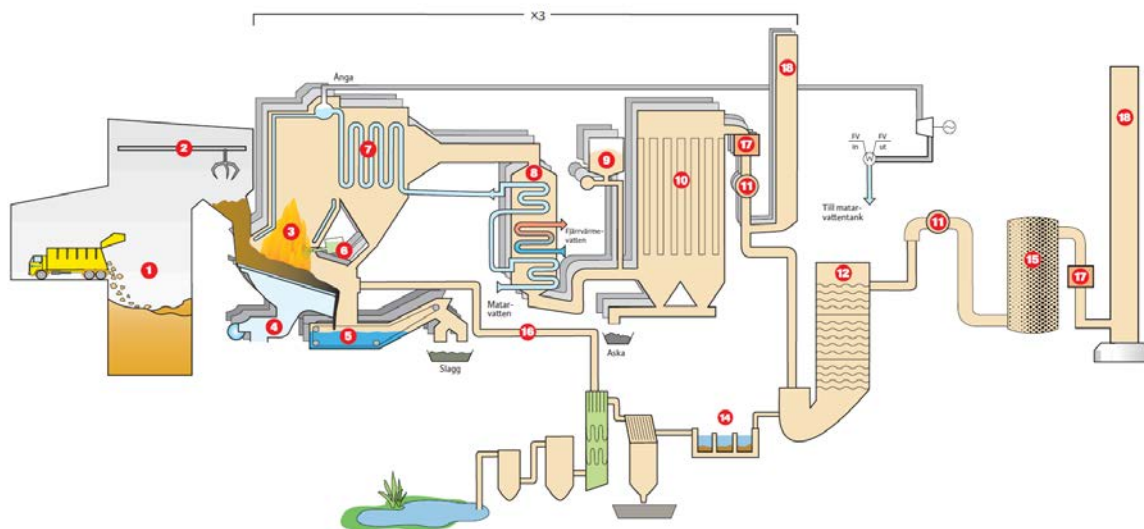 ×3
Ånga
18
2
7
9
17
18
8
10
11
FV
in
FV
ut
3
6
Fjärrvärme-
vatten
Till matar-
vattentank
11
1
12
15
17
Matar-
vatten
4
5
16
Slagg
Aska
14